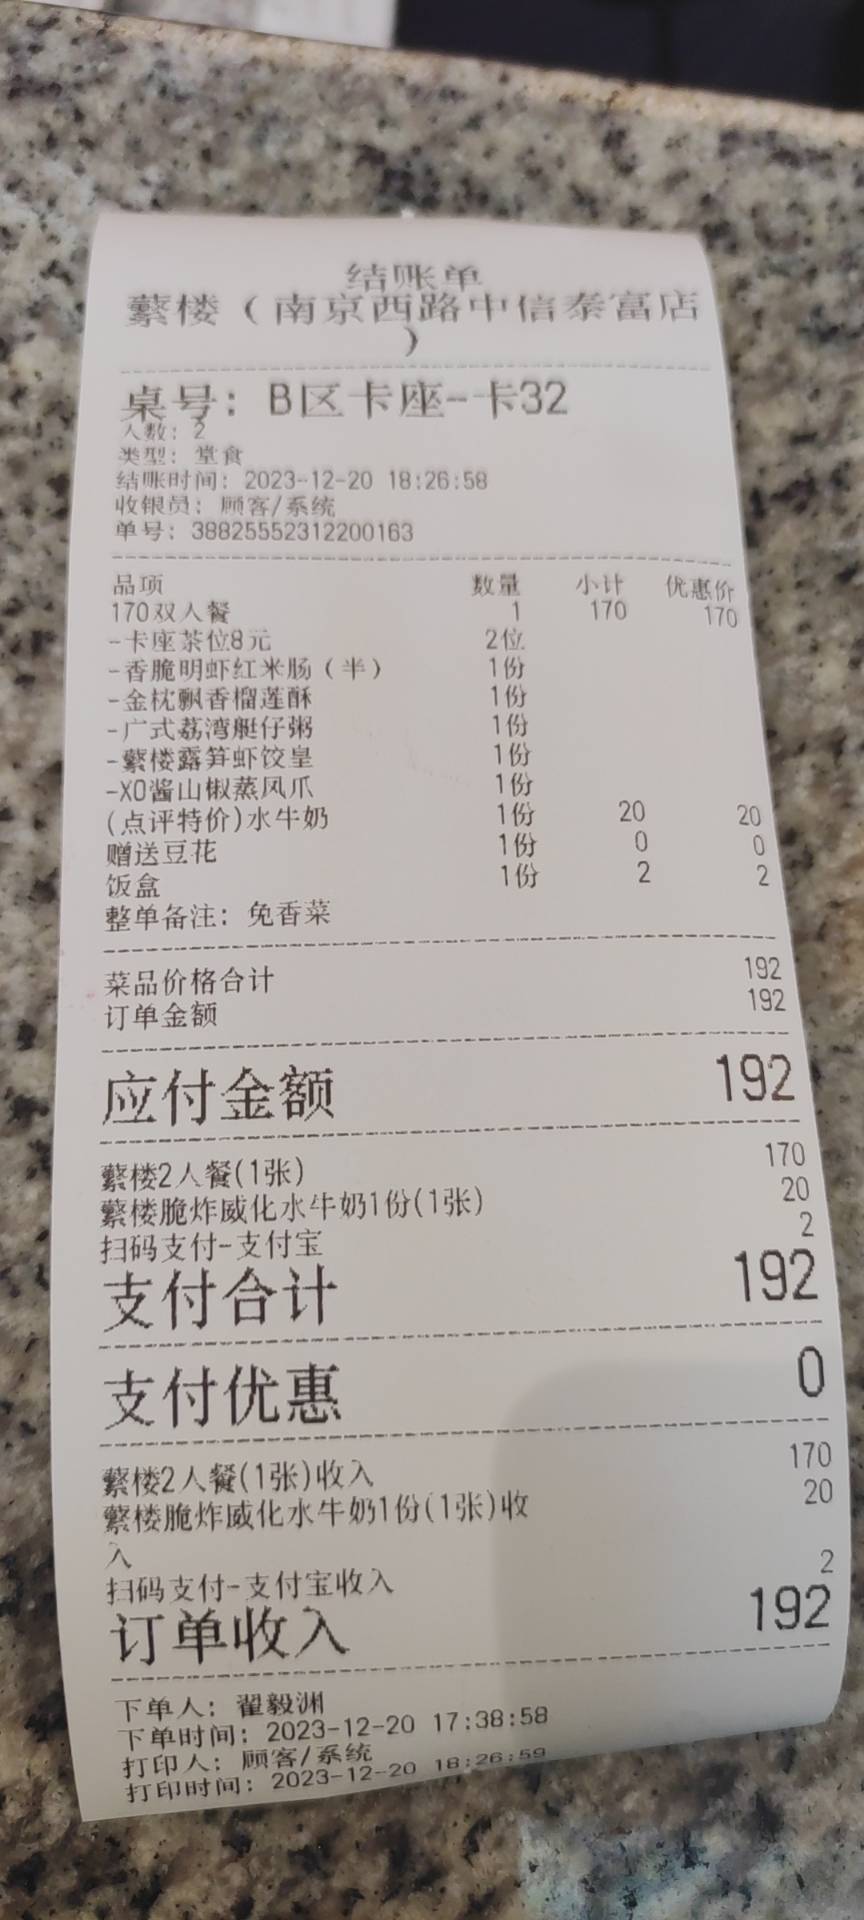 结账单
蘩楼（南京西路中信泰富店
）
桌号：B区卡座-卡32
人数：2
类型：堂食
结账时间：2023-12-20 18:26:58
收银员：顾客/系统
单号：388255552312200163
品项 数量 小计 优惠价
170双人餐 1 170 170
-卡座茶位8元 2位
-香脆明虾红米肠（半） 1份
-金枕飘香榴莲酥 1份
-广式荔湾艇仔粥 1份
-蘩楼露笋虾饺皇 1份
-XO酱山椒蒸凤爪 1份
(点评特价)水牛奶 1份 20 20
赠送豆花 1份 0 0
饭盒 1份 2 2
整单备注：免香菜
菜品价格合计 192
订单金额 192
应付金额 192
蘩楼2人餐(1张) 170
蘩楼脆炸威化水牛奶1份(1张) 20
扫码支付-支付宝 2
支付合计 192
支付优惠 0
蘩楼2人餐(1张)收入 170
蘩楼脆炸威化水牛奶1份(1张)收 20
入
扫码支付-支付宝收入 2
订单收入 192
下单人：翟毅渊
下单时间：2023-12-20 17:38:58
打印人：顾客/系统
打印时间：2023-12-20 18:26:59